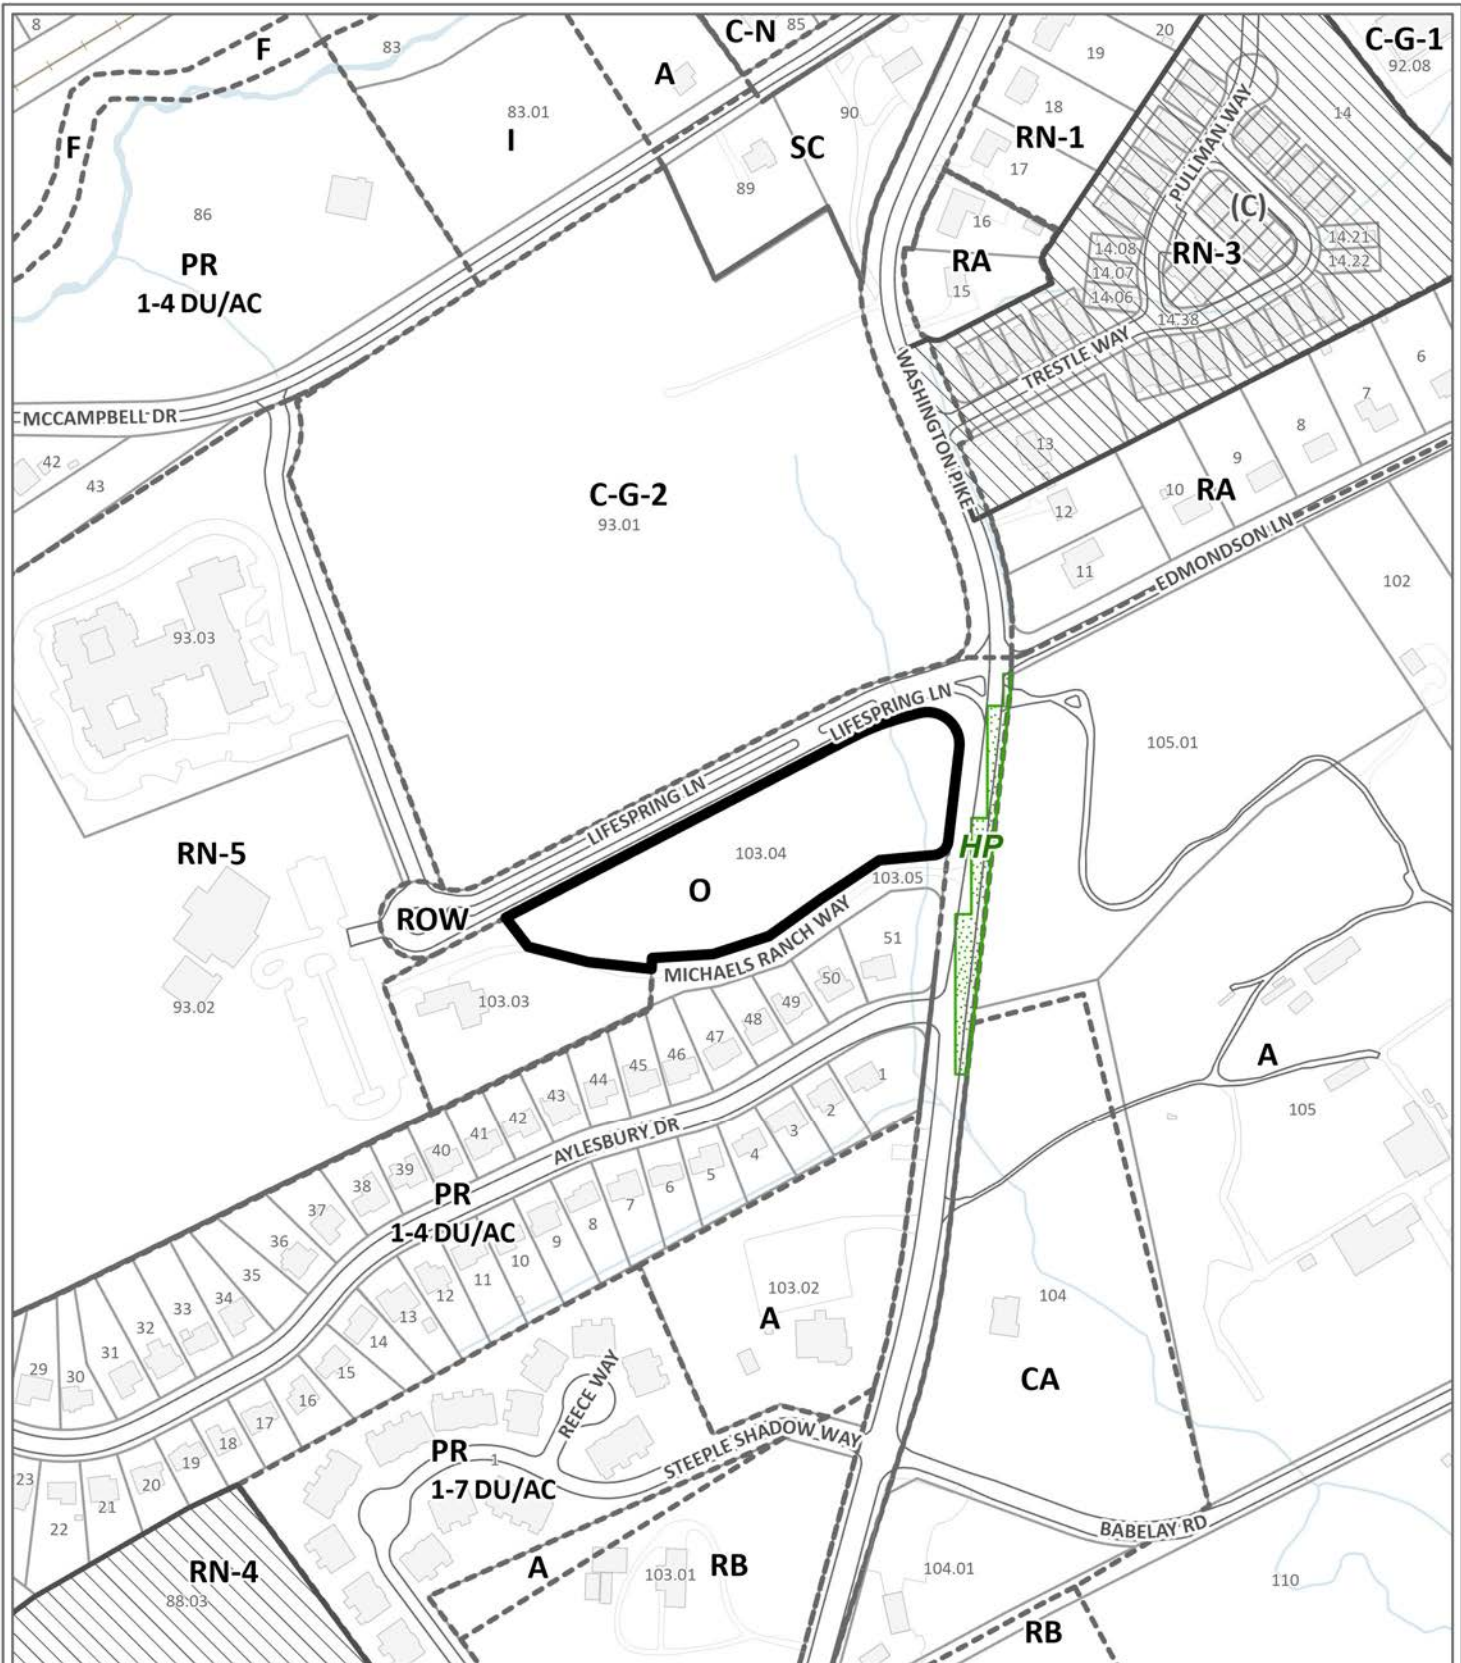 8
F
83
C-N
85
A
20
19
C-G-1
92.08
83.01
I
90
SC
89
18
RN-1
17
PULLMAN WAY
14
F
86
PR
1-4 DU/AC
16
RA
15
(C)
RN-3
14.08
14.07
14.06
14.38
14.21
14.22
WASHINGTON PIKE
TRESTLE WAY
MCCAMPBELL DR
42
43
13
6
7
8
9
10
RA
12
11
EDMONDSON LN
C-G-2
93.01
102
93.03
LIFESPRING LN
105.01
LIFESPRING LN
RN-5
103.04
HP
O
103.05
ROW
MICHAELS RANCH WAY
51
93.02
103.03
50
49
48
47
46
45
44
43
42
41
40
39
38
37
36
35
34
33
32
31
30
29
1
2
3
4
5
6
7
8
9
10
11
12
13
14
15
16
17
18
19
20
21
22
23
AYLESBURY DR
PR
1-4 DU/AC
A
105
103.02
A
104
CA
REECE WAY
PR
1
1-7 DU/AC
STEEPLE SHADOW WAY
BABELAY RD
RN-4
88.03
A
103.01
RB
104.01
110
RB